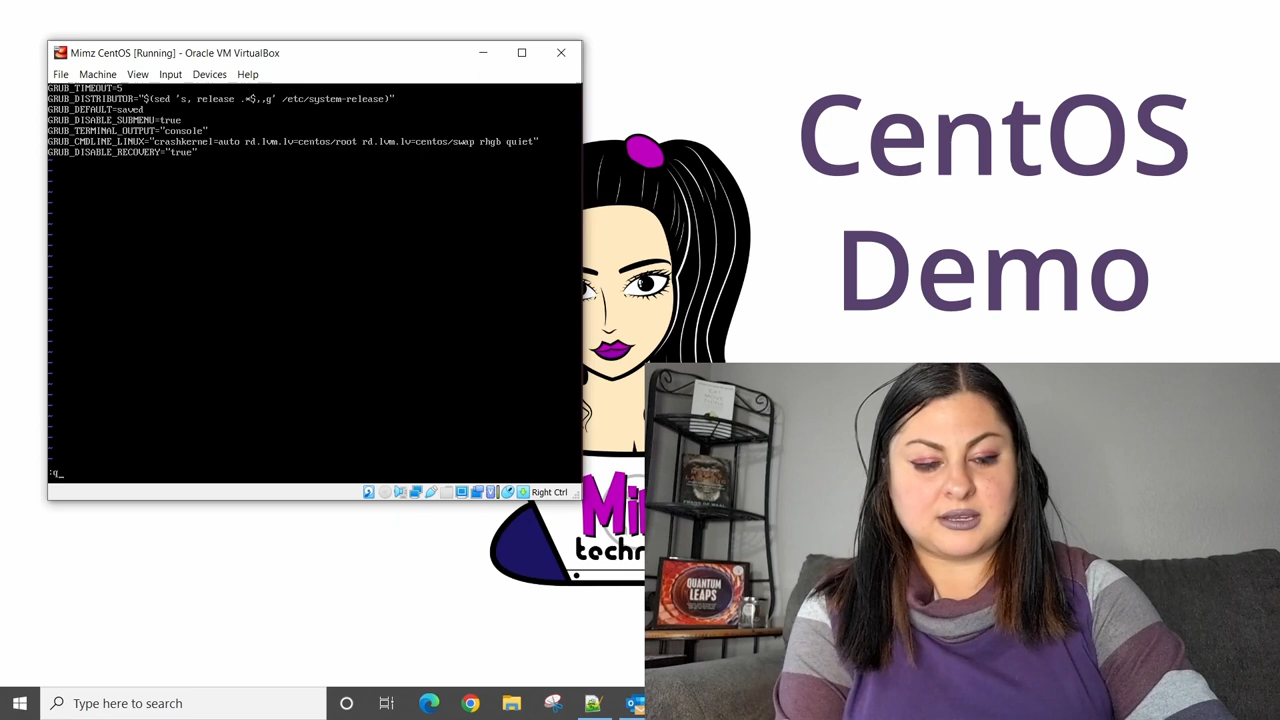 Mimz CentOS [Running] - Oracle VM VirtualBox
File Machine View Input Devices Help
GRUB_TIMEOUT=5
GRUB_DISTRIBUTOR="$(sed 's, release .*$,,g' /etc/system-release)"
GRUB_DEFAULT=saved
GRUB_DISABLE_SUBMENU=true
GRUB_TERMINAL_OUTPUT="console"
GRUB_CMDLINE_LINUX="crashkernel=auto rd.lvm.lv=centos/root rd.lvm.lv=centos/swap rhgb quiet"
GRUB_DISABLE_RECOVERY="true"
:q_
Right Ctrl
CentOS
Demo
QUANTUM
LEAPS
Type here to search